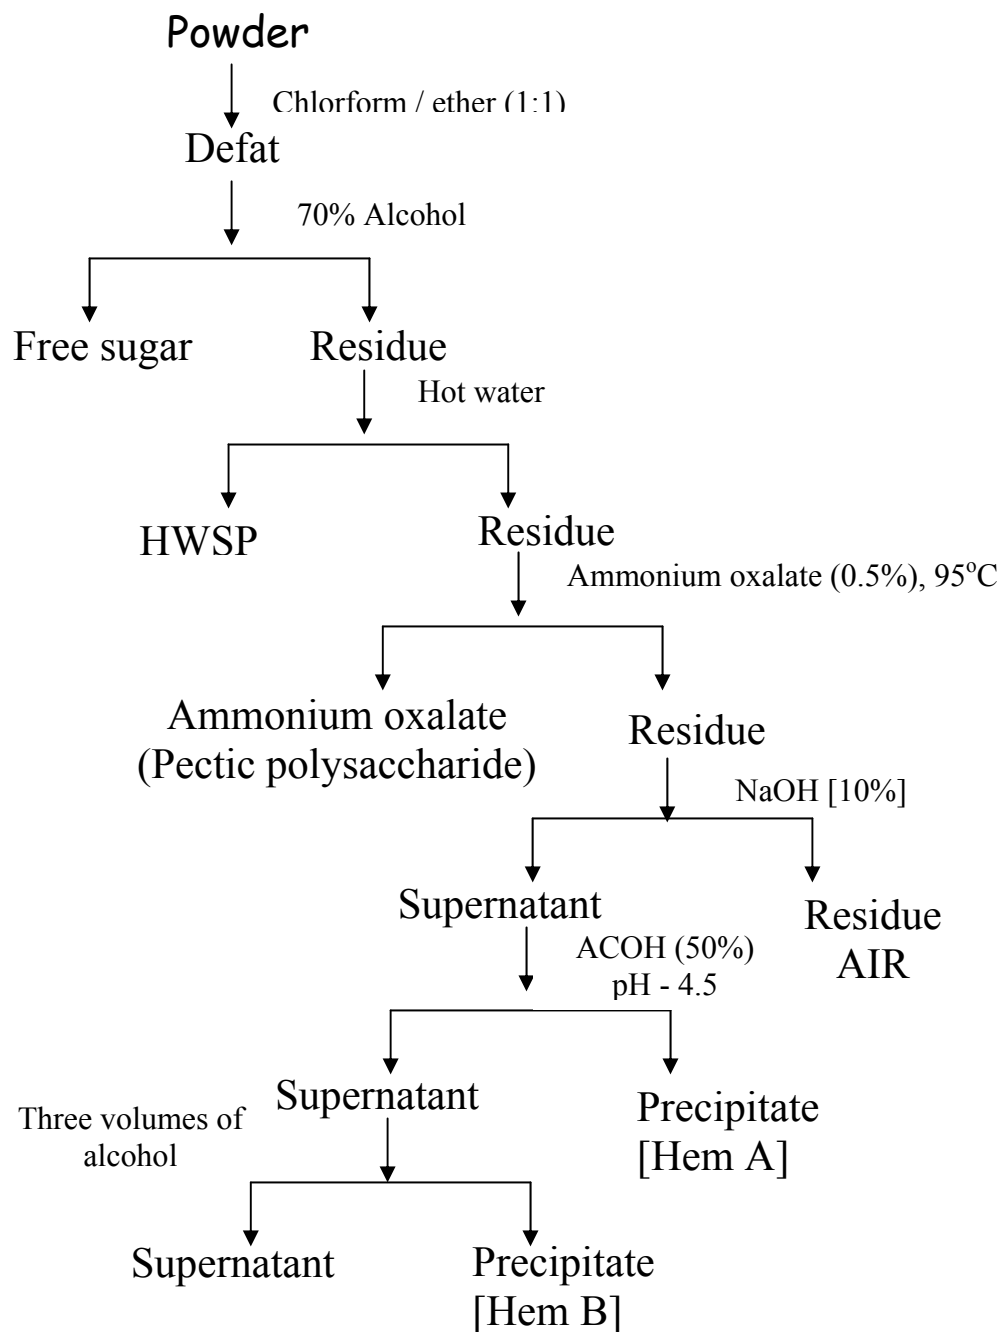 Powder
Chlorform / ether (1:1)
Defat
70% Alcohol
Free sugar
Residue
Hot water
HWSP
Residue
Ammonium oxalate (0.5%), 95°C
Ammonium oxalate
(Pectic polysaccharide)
Residue
NaOH [10%]
Supernatant
Residue
AIR
ACOH (50%)
pH - 4.5
Supernatant
Precipitate
[Hem A]
Three volumes of
alcohol
Supernatant
Precipitate
[Hem B]